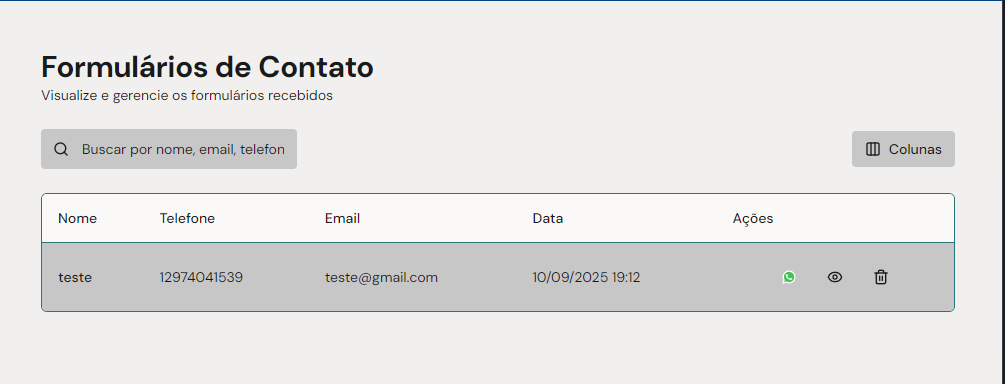 Formulários de Contato
Visualize e gerencie os formulários recebidos
Buscar por nome, email, telefon
Colunas
Nome Telefone Email Data Ações
teste 12974041539 teste@gmail.com 10/09/2025 19:12